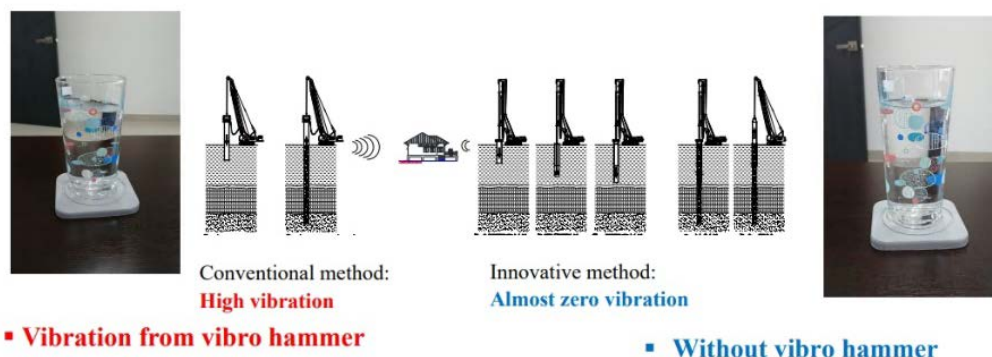 Conventional method:
High vibration
Innovative method:
Almost zero vibration
▪ Vibration from vibro hammer
▪ Without vibro hammer